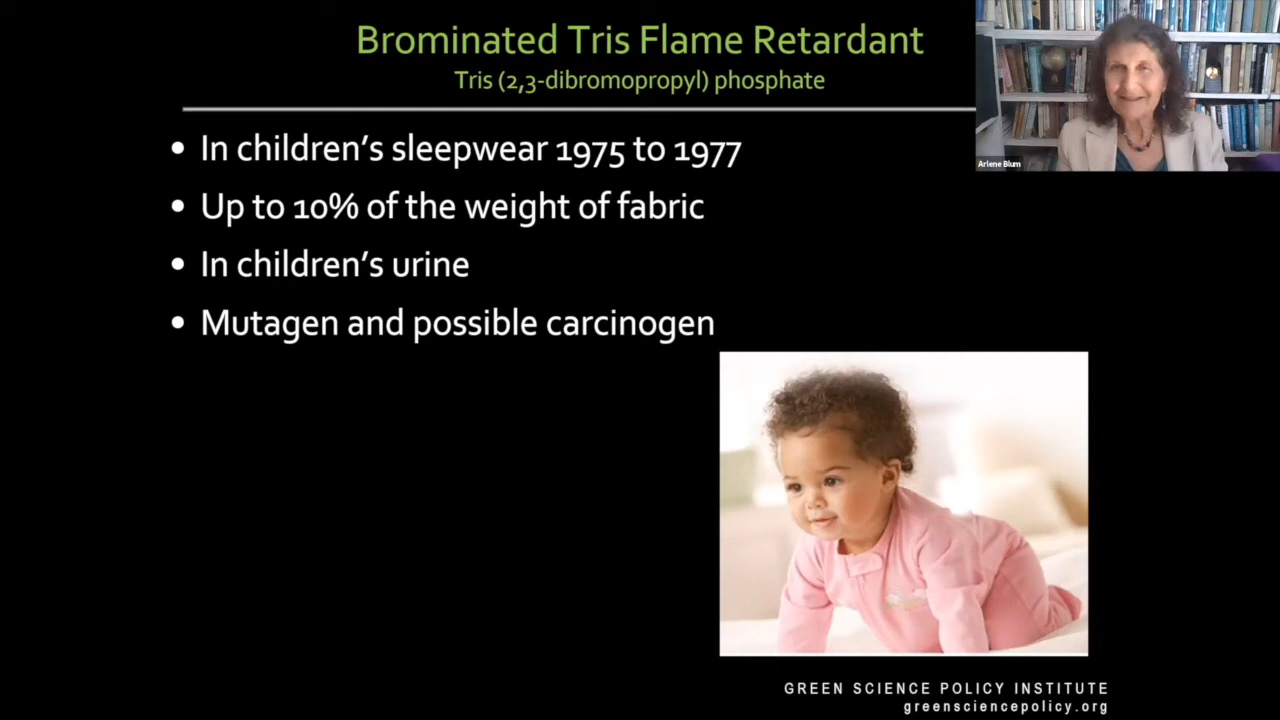 Brominated Tris Flame Retardant
Tris (2,3-dibromopropyl) phosphate
Arlene Blum
• In children’s sleepwear 1975 to 1977
• Up to 10% of the weight of fabric
• In children’s urine
• Mutagen and possible carcinogen
GREEN SCIENCE POLICY INSTITUTE
greensciencepolicy.org